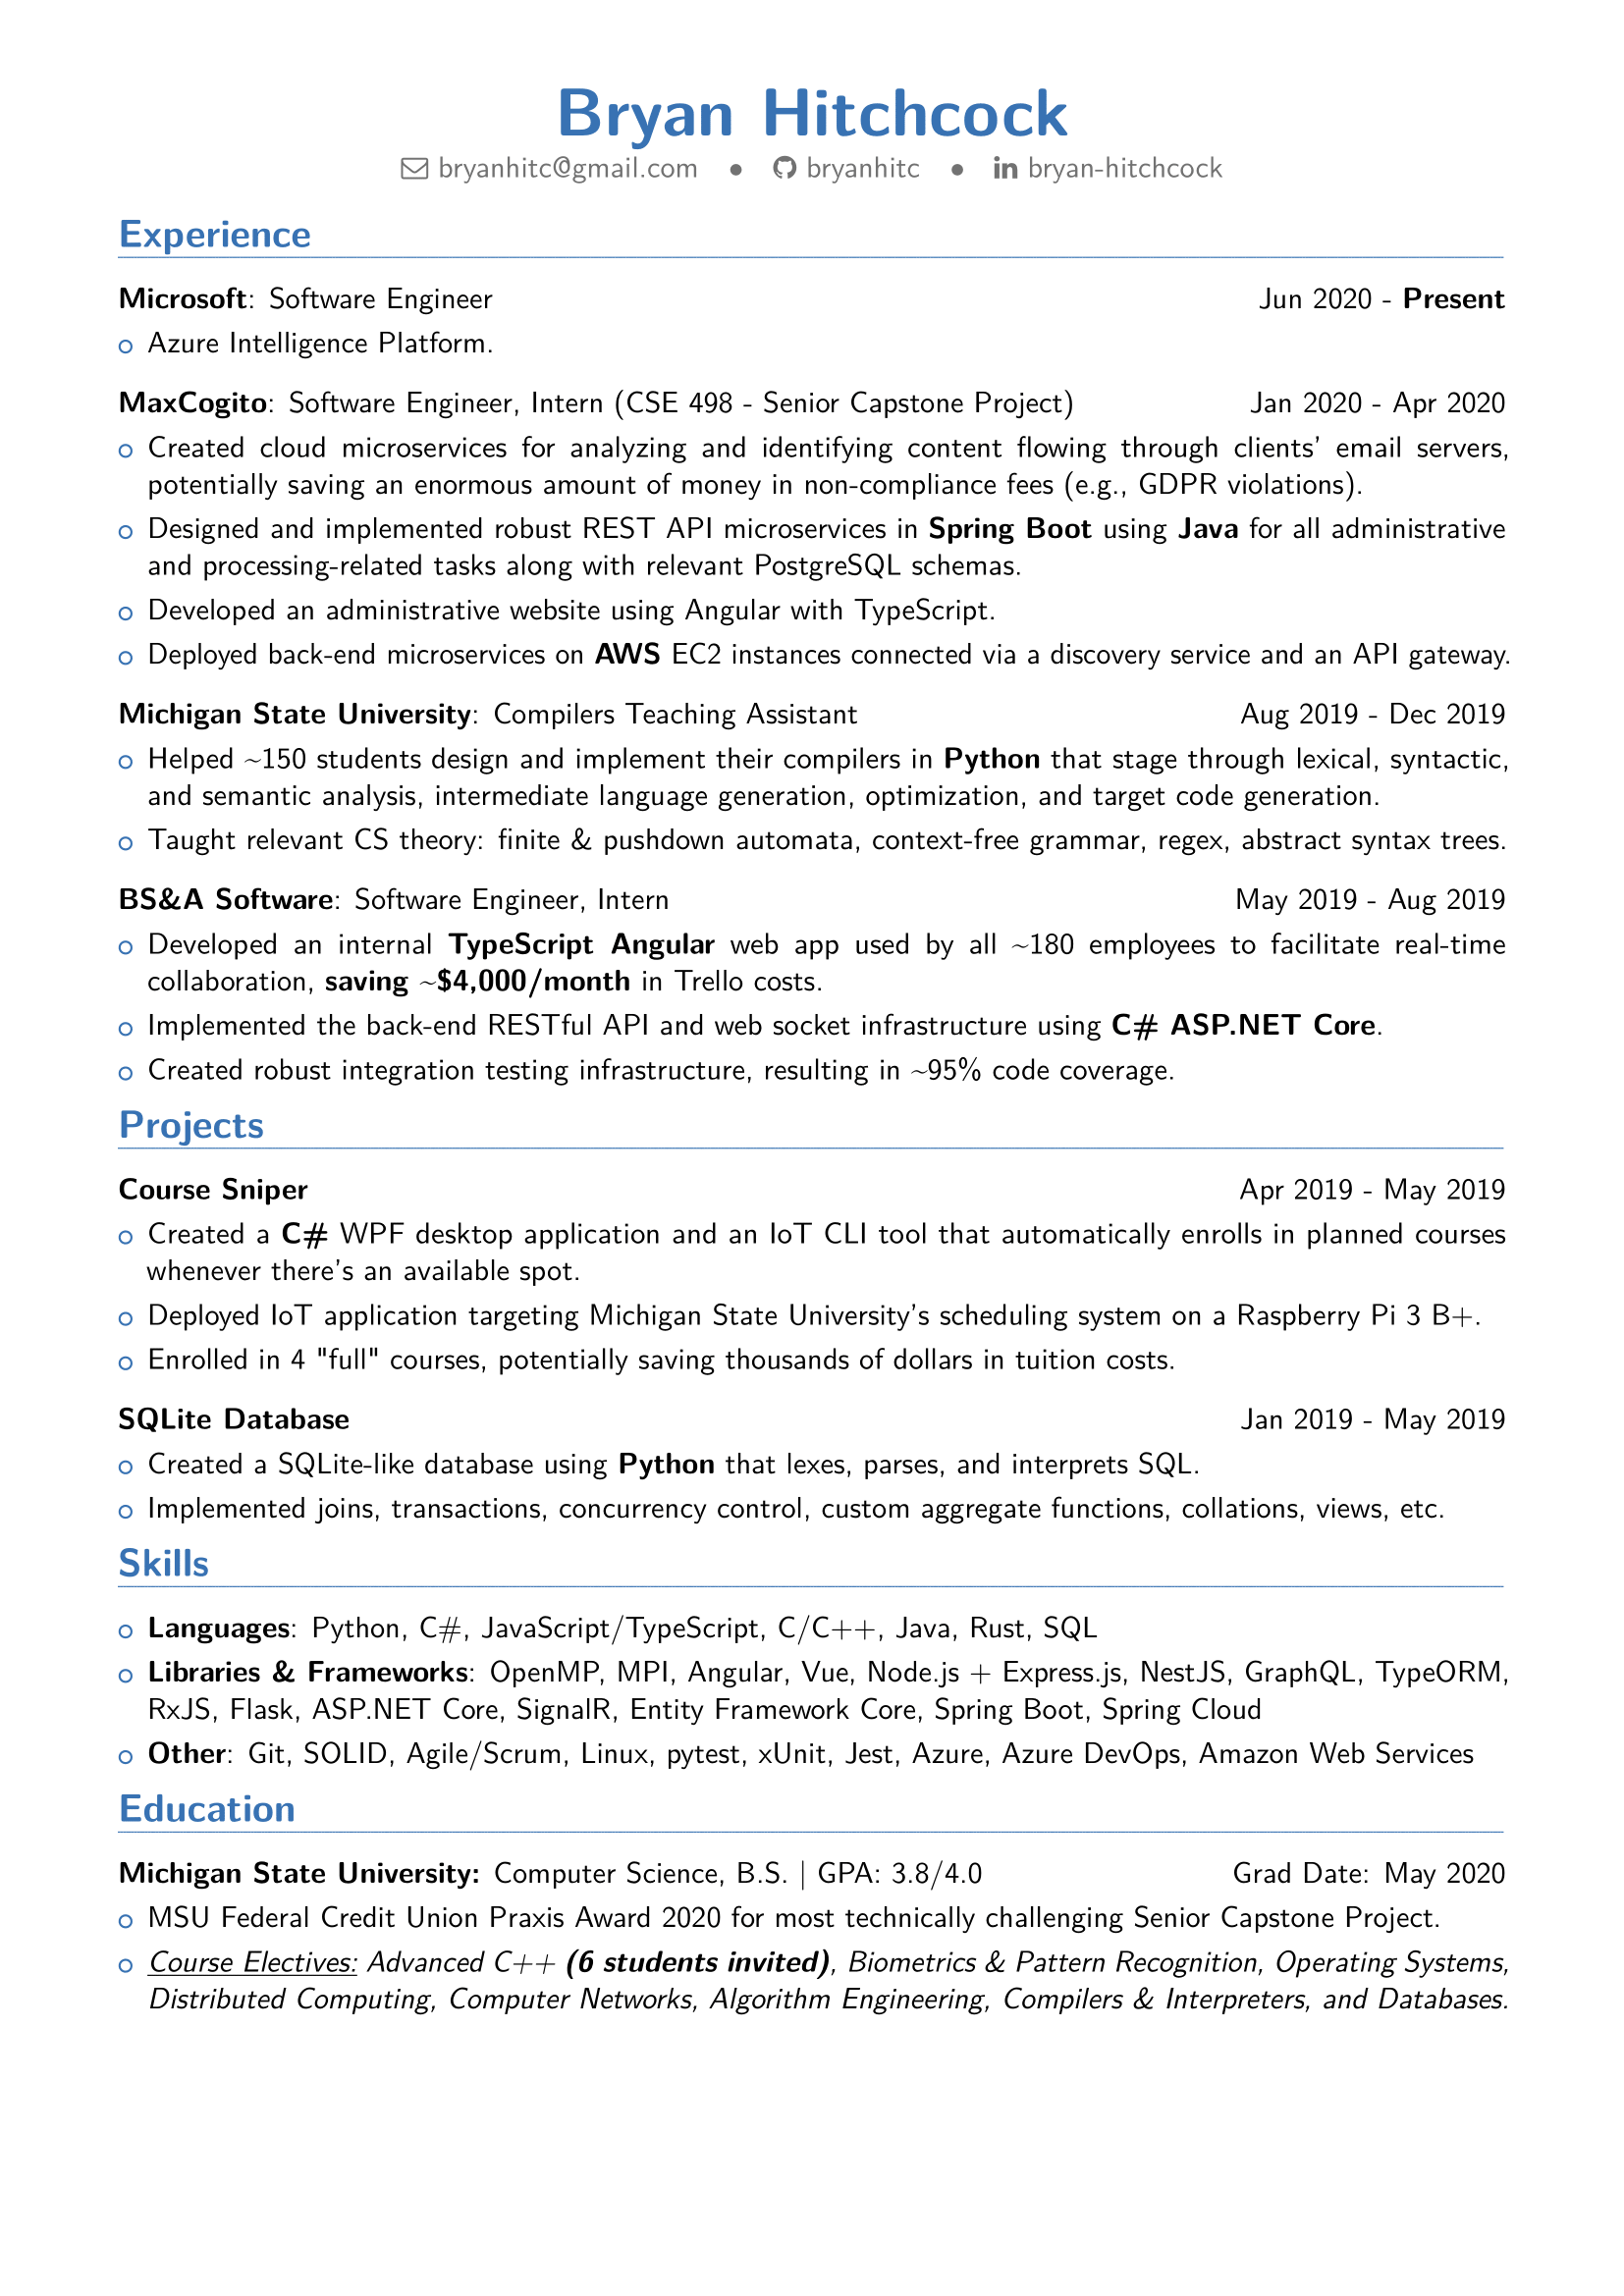 Bryan Hitchcock
bryanhitc@gmail.com • bryanhitc • bryan-hitchcock
Experience
Microsoft: Software Engineer Jun 2020 - Present
Azure Intelligence Platform.
MaxCogito: Software Engineer, Intern (CSE 498 - Senior Capstone Project) Jan 2020 - Apr 2020
Created cloud microservices for analyzing and identifying content flowing through clients' email servers,
potentially saving an enormous amount of money in non-compliance fees (e.g., GDPR violations).
Designed and implemented robust REST API microservices in Spring Boot using Java for all administrative
and processing-related tasks along with relevant PostgreSQL schemas.
Developed an administrative website using Angular with TypeScript.
Deployed back-end microservices on AWS EC2 instances connected via a discovery service and an API gateway.
Michigan State University: Compilers Teaching Assistant Aug 2019 - Dec 2019
Helped ~150 students design and implement their compilers in Python that stage through lexical, syntactic,
and semantic analysis, intermediate language generation, optimization, and target code generation.
Taught relevant CS theory: finite & pushdown automata, context-free grammar, regex, abstract syntax trees.
BS&A Software: Software Engineer, Intern May 2019 - Aug 2019
Developed an internal TypeScript Angular web app used by all ~180 employees to facilitate real-time
collaboration, saving ~$4,000/month in Trello costs.
Implemented the back-end RESTful API and web socket infrastructure using C# ASP.NET Core.
Created robust integration testing infrastructure, resulting in ~95% code coverage.
Projects
Course Sniper Apr 2019 - May 2019
Created a C# WPF desktop application and an IoT CLI tool that automatically enrolls in planned courses
whenever there's an available spot.
Deployed IoT application targeting Michigan State University's scheduling system on a Raspberry Pi 3 B+.
Enrolled in 4 "full" courses, potentially saving thousands of dollars in tuition costs.
SQLite Database Jan 2019 - May 2019
Created a SQLite-like database using Python that lexes, parses, and interprets SQL.
Implemented joins, transactions, concurrency control, custom aggregate functions, collations, views, etc.
Skills
Languages: Python, C#, JavaScript/TypeScript, C/C++, Java, Rust, SQL
Libraries & Frameworks: OpenMP, MPI, Angular, Vue, Node.js + Express.js, NestJS, GraphQL, TypeORM,
RxJS, Flask, ASP.NET Core, SignalR, Entity Framework Core, Spring Boot, Spring Cloud
Other: Git, SOLID, Agile/Scrum, Linux, pytest, xUnit, Jest, Azure, Azure DevOps, Amazon Web Services
Education
Michigan State University: Computer Science, B.S. | GPA: 3.8/4.0 Grad Date: May 2020
MSU Federal Credit Union Praxis Award 2020 for most technically challenging Senior Capstone Project.
Course Electives: Advanced C++ (6 students invited), Biometrics & Pattern Recognition, Operating Systems,
Distributed Computing, Computer Networks, Algorithm Engineering, Compilers & Interpreters, and Databases.